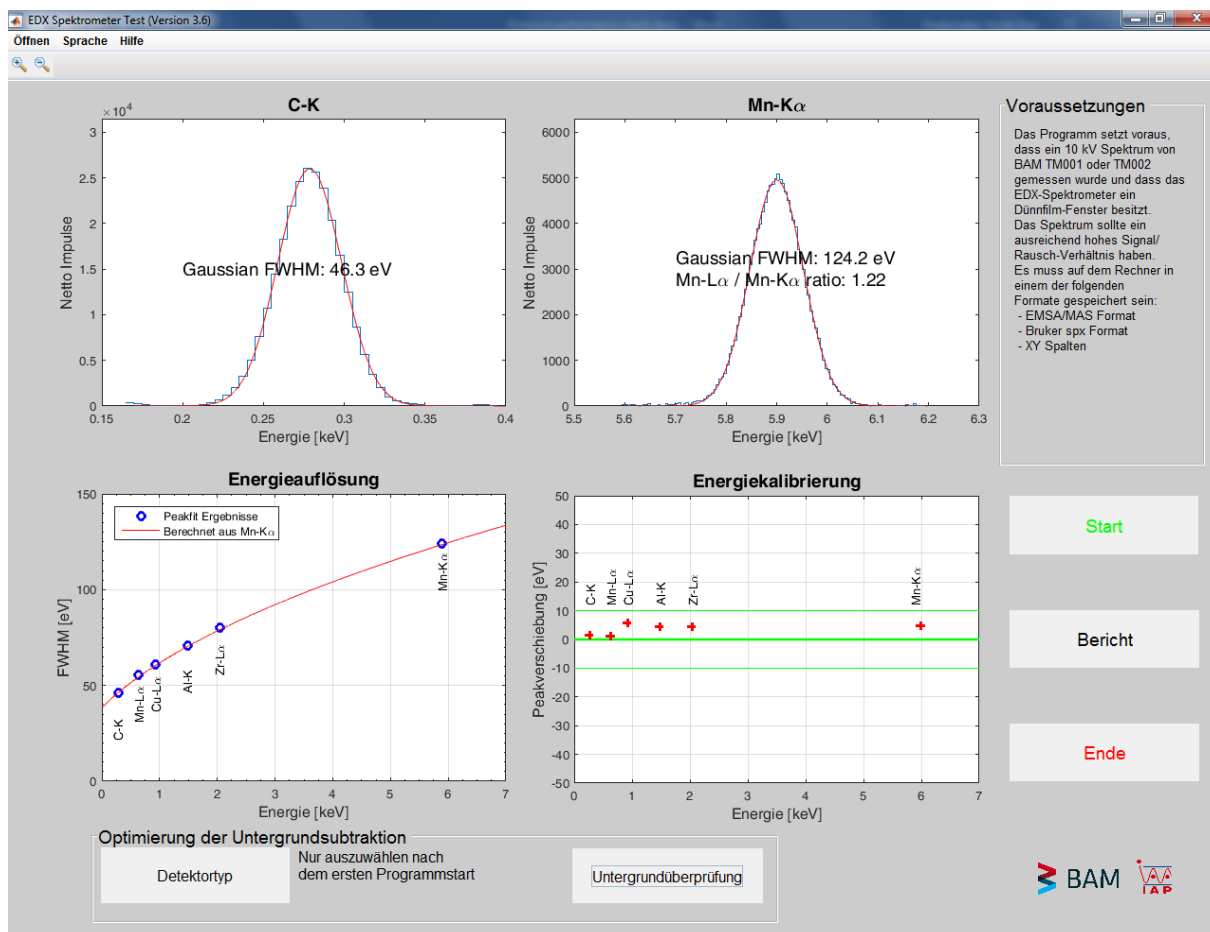 EDX Spektrometer Test (Version 3.6)
Öffnen Sprache Hilfe
C-K
×10⁴
3
2.5
2
1.5
1
0.5
0
Netto Impulse
Gaussian FWHM: 46.3 eV
0.15 0.2 0.25 0.3 0.35 0.4
Energie [keV]
Mn-Kα
6000
5000
4000
3000
2000
1000
0
Netto Impulse
Gaussian FWHM: 124.2 eV
Mn-Lα / Mn-Kα ratio: 1.22
5.5 5.6 5.7 5.8 5.9 6 6.1 6.2 6.3
Energie [keV]
Voraussetzungen
Das Programm setzt voraus,
dass ein 10 kV Spektrum von
BAM TM001 oder TM002
gemessen wurde und dass das
EDX-Spektrometer ein
Dünnfilm-Fenster besitzt.
Das Spektrum sollte ein
ausreichend hohes Signal/
Rausch-Verhältnis haben.
Es muss auf dem Rechner in
einem der folgenden
Formate gespeichert sein:
- EMSA/MAS Format
- Bruker spx Format
- XY Spalten
Energieauflösung
150
100
50
0
FWHM [eV]
Peakfit Ergebnisse
Berechnet aus Mn-Kα
C-K
Mn-Lα
Cu-Lα
Al-K
Zr-Lα
Mn-Kα
0 1 2 3 4 5 6 7
Energie [keV]
Energiekalibrierung
50
40
30
20
10
0
-10
-20
-30
-40
-50
Peakverschiebung [eV]
C-K
Mn-Lα
Cu-Lα
Al-K
Zr-Lα
Mn-Kα
0 1 2 3 4 5 6 7
Energie [keV]
Start
Bericht
Ende
Optimierung der Untergrundsubtraktion
Detektortyp
Nur auszuwählen nach
dem ersten Programmstart
Untergrundüberprüfung
BAM
IAP